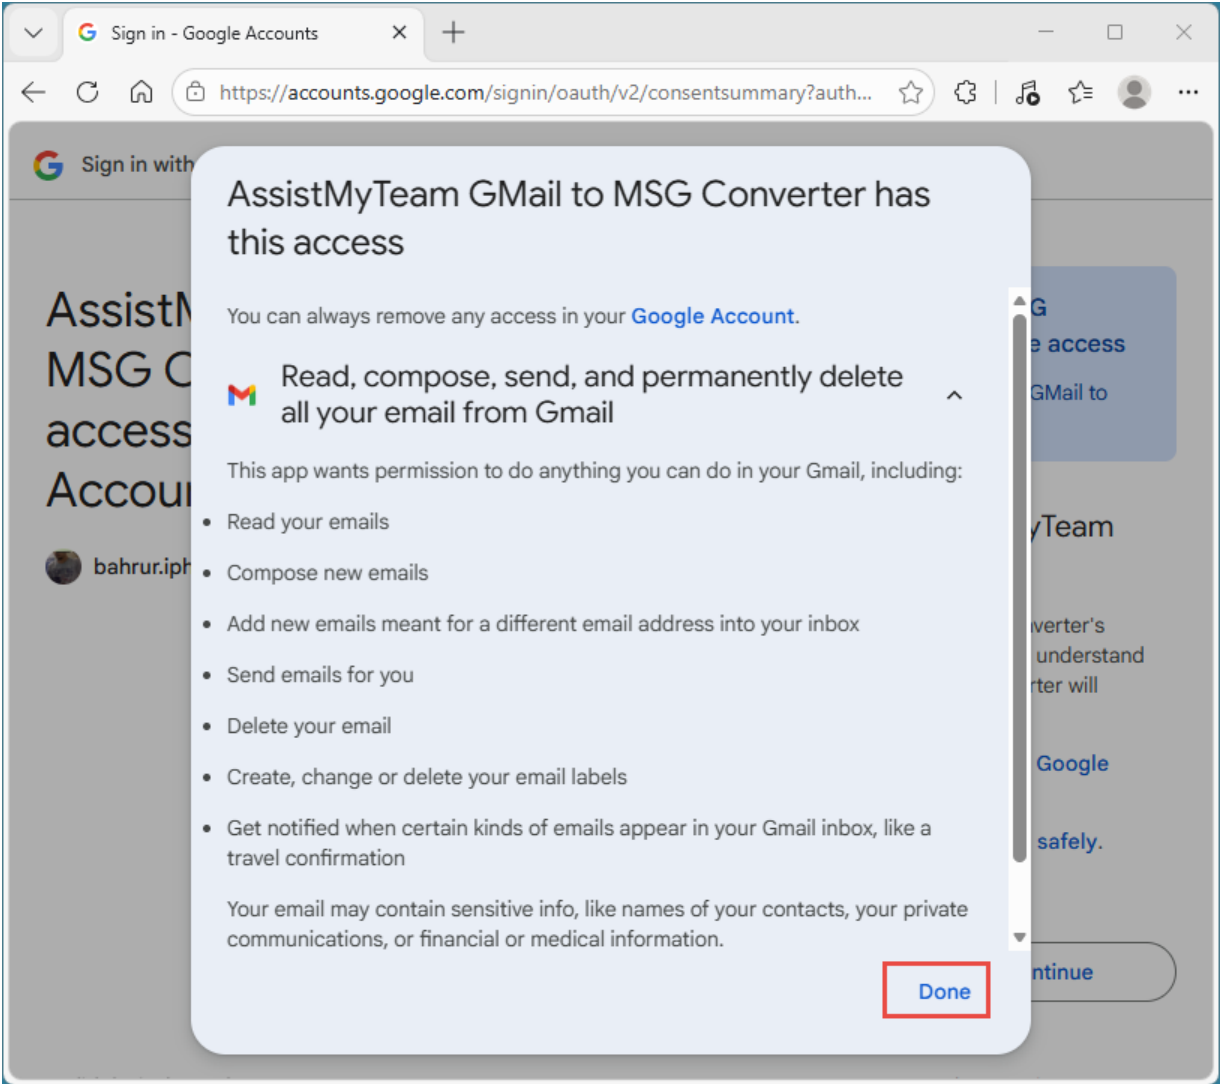 Sign in - Google Accounts
https://accounts.google.com/signin/oauth/v2/consentsummary?auth...
Sign in with
AssistMyTeam GMail to MSG Converter has
this access
You can always remove any access in your Google Account.
Read, compose, send, and permanently delete
all your email from Gmail
This app wants permission to do anything you can do in your Gmail, including:
• Read your emails
• Compose new emails
• Add new emails meant for a different email address into your inbox
• Send emails for you
• Delete your email
• Create, change or delete your email labels
• Get notified when certain kinds of emails appear in your Gmail inbox, like a
travel confirmation
Your email may contain sensitive info, like names of your contacts, your private
communications, or financial or medical information.
Done
AssistM
MSG C
access
Accou
bahrur.iph
G
e access
GMail to
yTeam
verter's
understand
rter will
Google
safely.
ntinue